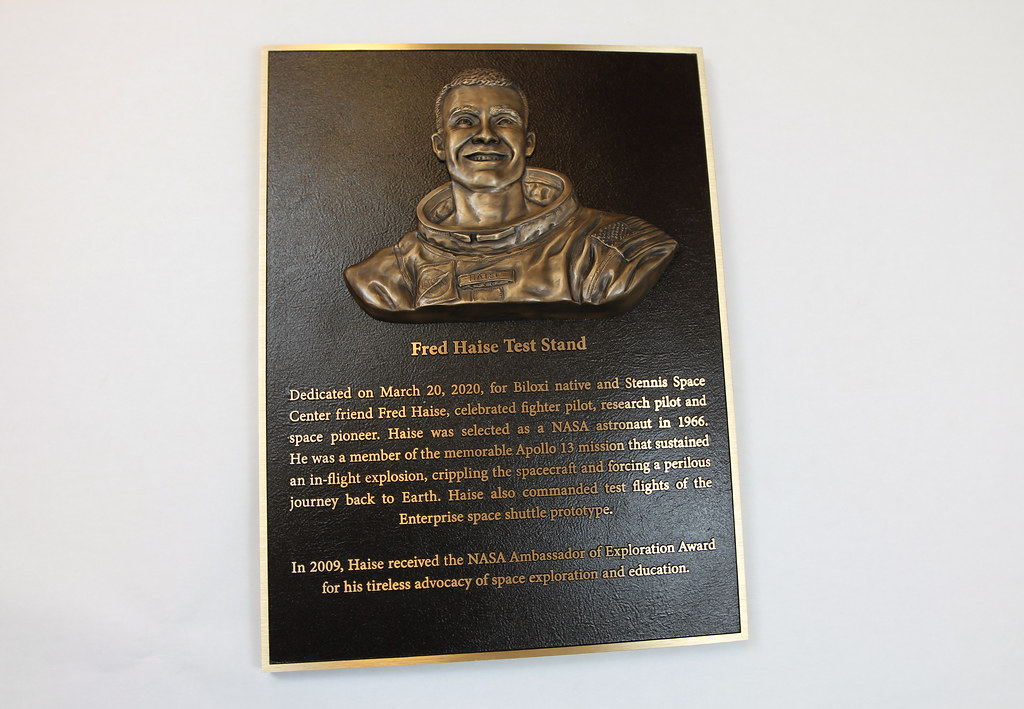 Fred Haise Test Stand
Dedicated on March 20, 2020, for Biloxi native and Stennis Space
Center friend Fred Haise, celebrated fighter pilot, research pilot and
space pioneer. Haise was selected as a NASA astronaut in 1966.
He was a member of the memorable Apollo 13 mission that sustained
an in-flight explosion, crippling the spacecraft and forcing a perilous
journey back to Earth. Haise also commanded test flights of the
Enterprise space shuttle prototype.
In 2009, Haise received the NASA Ambassador of Exploration Award
for his tireless advocacy of space exploration and education.